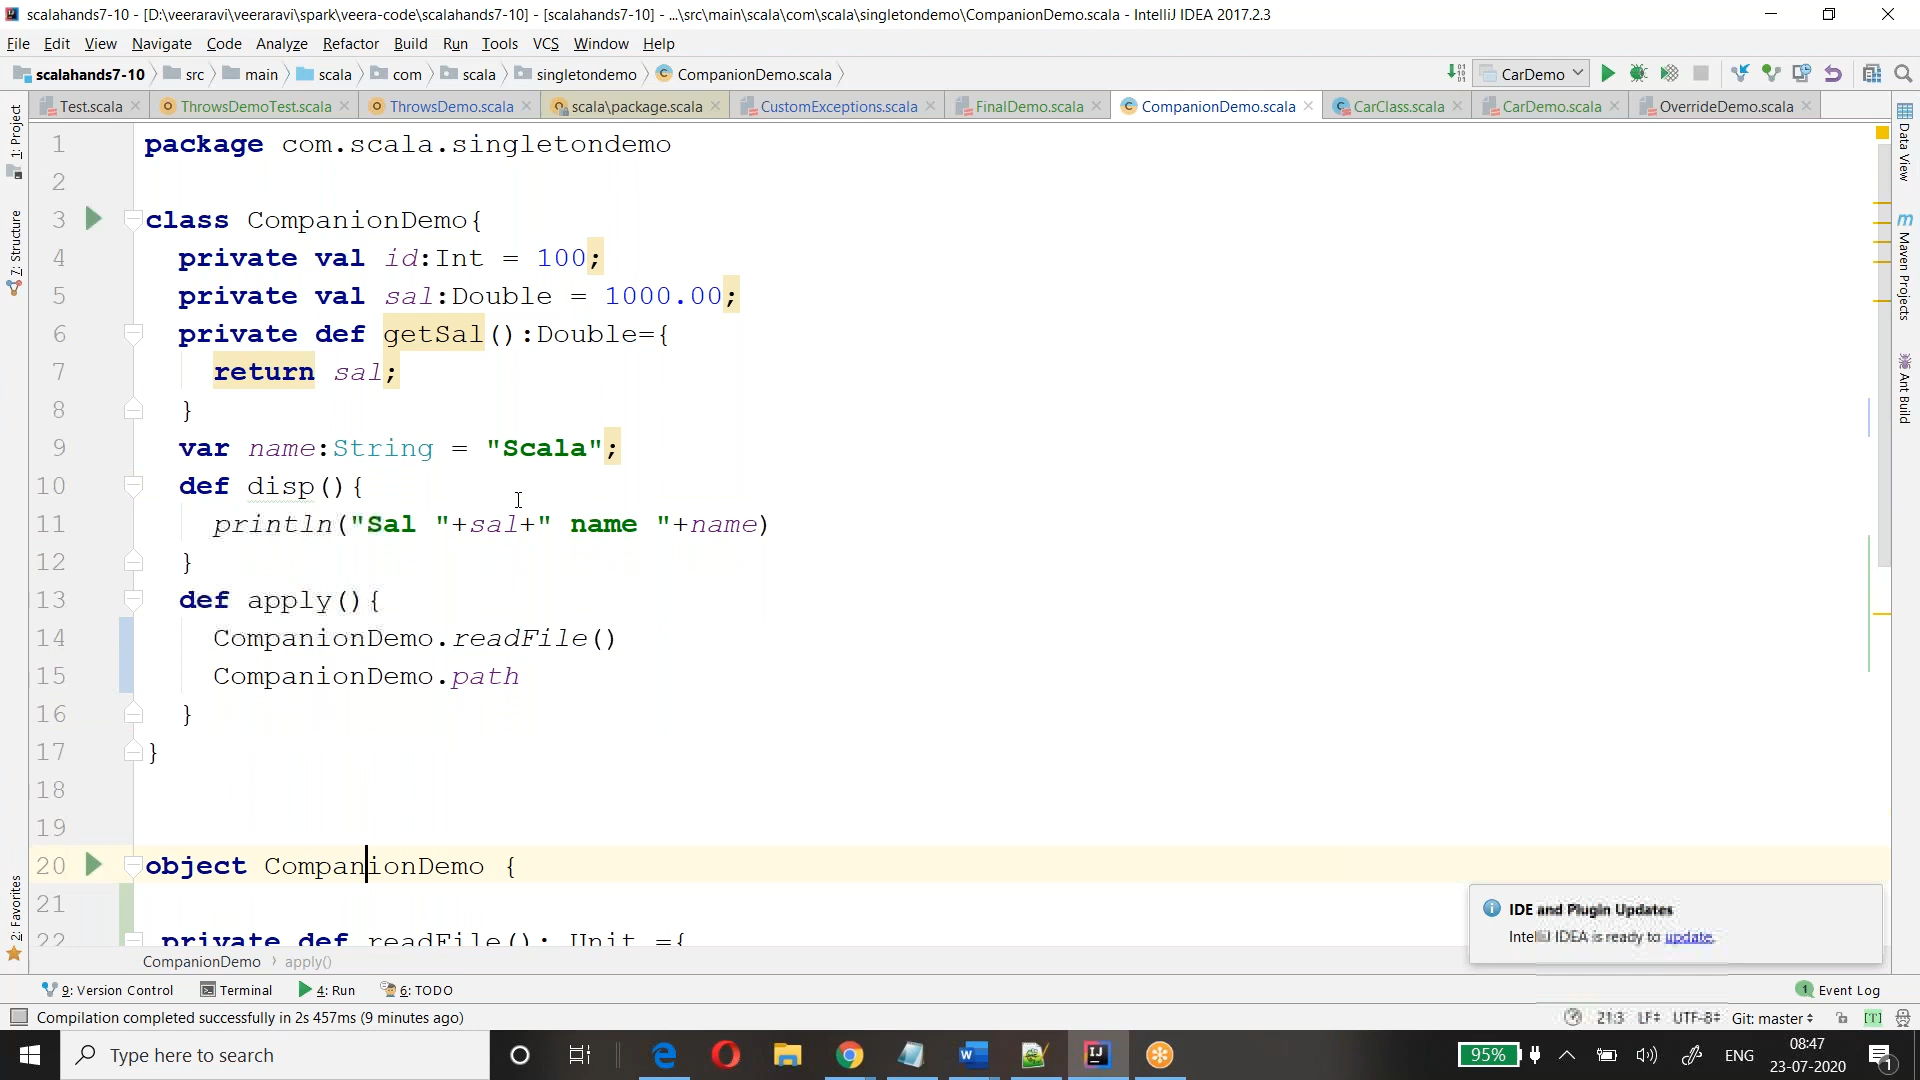 scalahands7-10 - [D:\veeraravi\veeraravi\spark\veera-code\scalahands7-10] - [scalahands7-10] - ...\src\main\scala\com\scala\singletondemo\CompanionDemo.scala - IntelliJ IDEA 2017.2.3
File Edit View Navigate Code Analyze Refactor Build Run Tools VCS Window Help
scalahands7-10 src main scala com scala singletondemo CompanionDemo.scala CarDemo
Test.scala ThrowsDemoTest.scala ThrowsDemo.scala scala\package.scala CustomExceptions.scala FinalDemo.scala CompanionDemo.scala CarClass.scala CarDemo.scala OverrideDemo.scala
1: Project
7: Structure
2: Favorites
1 package com.scala.singletondemo
2
3 class CompanionDemo{
4 private val id:Int = 100;
5 private val sal:Double = 1000.00;
6 private def getSal():Double={
7 return sal;
8 }
9 var name:String = "Scala";
10 def disp(){
11 println("Sal "+sal+" name "+name)
12 }
13 def apply(){
14 CompanionDemo.readFile()
15 CompanionDemo.path
16 }
17 }
18
19
20 object CompanionDemo {
21
22 private def readFile(): Unit ={
Data View
Maven Projects
Ant Build
IDE and Plugin Updates
IntelliJ IDEA is ready to update.
CompanionDemo apply()
9: Version Control Terminal 4: Run 6: TODO 1 Event Log
Compilation completed successfully in 2s 457ms (9 minutes ago) 21:3 LF UTF-8 Git: master [T]
Type here to search 95% ENG 08:47
23-07-2020 1